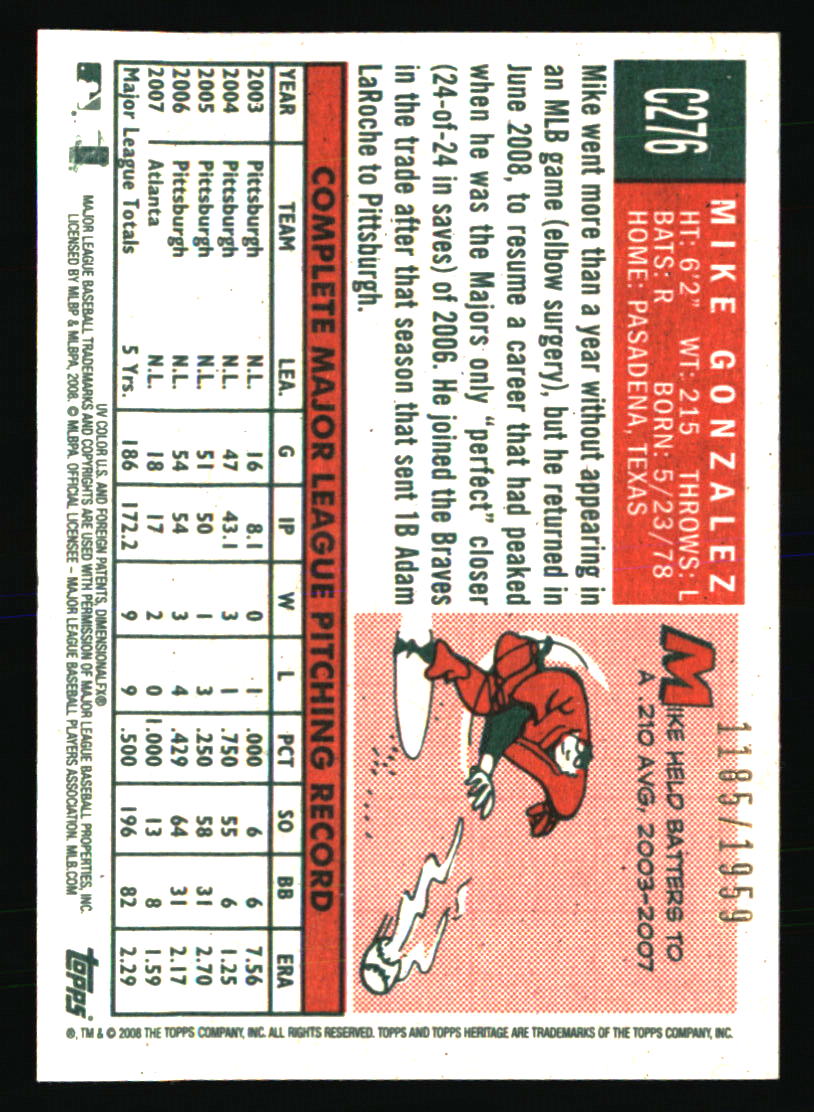 C276
MIKE GONZALEZ
HT: 6'2" WT: 215 THROWS: L
BATS: R BORN: 5/23/78
HOME: PASADENA, TEXAS
Mike went more than a year without appearing in
an MLB game (elbow surgery), but he returned in
June 2008, to resume a career that had peaked
when he was the Majors only "perfect" closer
(24-of-24 in saves) of 2006. He joined the Braves
in the trade after that season that sent 1B Adam
LaRoche to Pittsburgh.
1185/1959
MIKE HELD BATTERS TO
A .210 AVG, 2003-2007
COMPLETE MAJOR LEAGUE PITCHING RECORD
YEAR TEAM LEA. G IP W L PCT SO BB ERA
2003 Pittsburgh N.L. 16 8.1 0 1 .000 6 6 7.56
2004 Pittsburgh N.L. 47 43.1 3 1 .750 55 6 1.25
2005 Pittsburgh N.L. 51 50 1 3 .250 58 31 2.70
2006 Pittsburgh N.L. 54 54 3 4 .429 64 31 2.17
2007 Atlanta N.L. 18 17 2 0 1.000 13 8 1.59
Major League Totals 5 Yrs. 186 172.2 9 9 .500 196 82 2.29
UV COLOR U.S. AND FOREIGN PATENTS, DIMENSIONALFX®
MAJOR LEAGUE BASEBALL TRADEMARKS AND COPYRIGHTS ARE USED WITH PERMISSION OF MAJOR LEAGUE BASEBALL PROPERTIES, INC.
LICENSED BY MLBP & MLBPA, 2008. © MLBPA. OFFICIAL LICENSEE – MAJOR LEAGUE BASEBALL PLAYERS ASSOCIATION. MLB.COM
topps®
®, TM & © 2008 THE TOPPS COMPANY, INC. ALL RIGHTS RESERVED. TOPPS AND TOPPS HERITAGE ARE TRADEMARKS OF THE TOPPS COMPANY, INC.